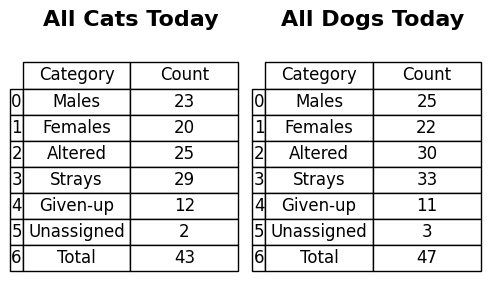 All Cats Today
Category Count
0 Males 23
1 Females 20
2 Altered 25
3 Strays 29
4 Given-up 12
5 Unassigned 2
6 Total 43
All Dogs Today
Category Count
0 Males 25
1 Females 22
2 Altered 30
3 Strays 33
4 Given-up 11
5 Unassigned 3
6 Total 47